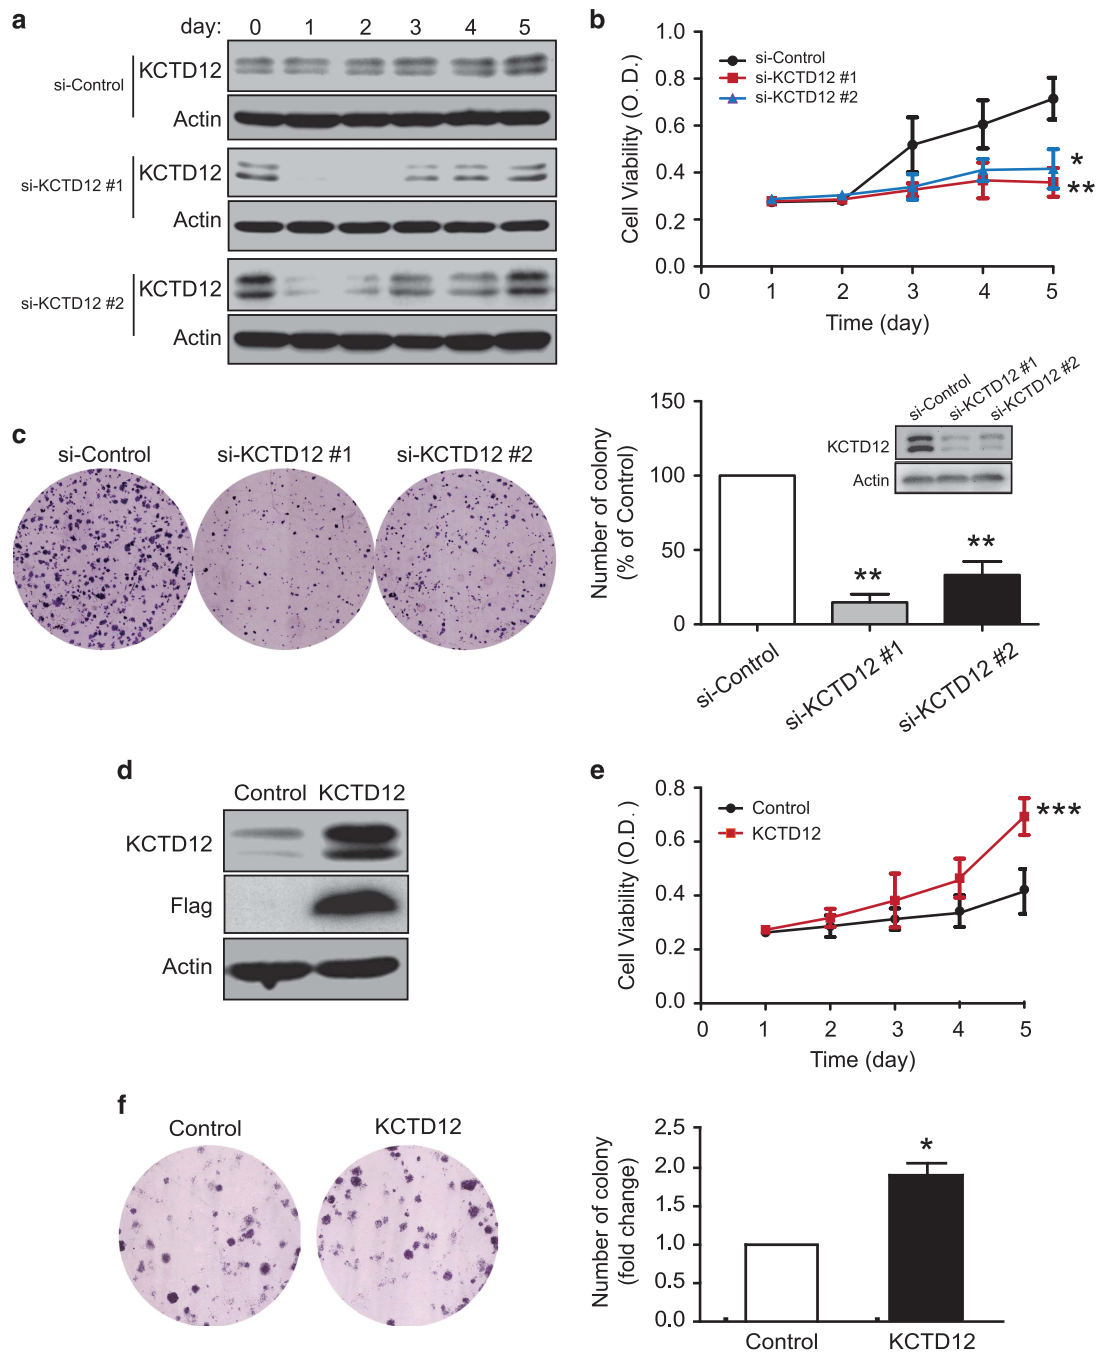 a
day: 0 1 2 3 4 5
si-Control
KCTD12
Actin
si-KCTD12 #1
KCTD12
Actin
si-KCTD12 #2
KCTD12
Actin
b
Cell Viability (O. D.)
1.0
0.8
0.6
0.4
0.2
0.0
si-Control
si-KCTD12 #1
si-KCTD12 #2
*
**
0 1 2 3 4 5
Time (day)
c
si-Control si-KCTD12 #1 si-KCTD12 #2
Number of colony
(% of Control)
150
100
50
0
si-Control si-KCTD12 #1 si-KCTD12 #2
KCTD12
Actin
** **
si-Control si-KCTD12 #1 si-KCTD12 #2
d
Control KCTD12
KCTD12
Flag
Actin
e
Cell Viability (O.D. )
0.8
0.6
0.4
0.2
0.0
Control
KCTD12
***
0 1 2 3 4 5
Time (day)
f
Control KCTD12
Number of colony
(fold change)
2.5
2.0
1.5
1.0
0.5
0.0
*
Control KCTD12